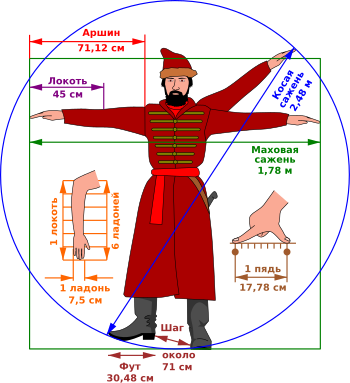 Аршин
71,12 см
Локоть
45 см
Косая
сажень
2,48 м
Маховая
сажень
1,78 м
1 локоть
6 ладоней
1 ладонь
7,5 см
1 пядь
17,78 см
Шаг
около
71 см
Фут
30,48 см